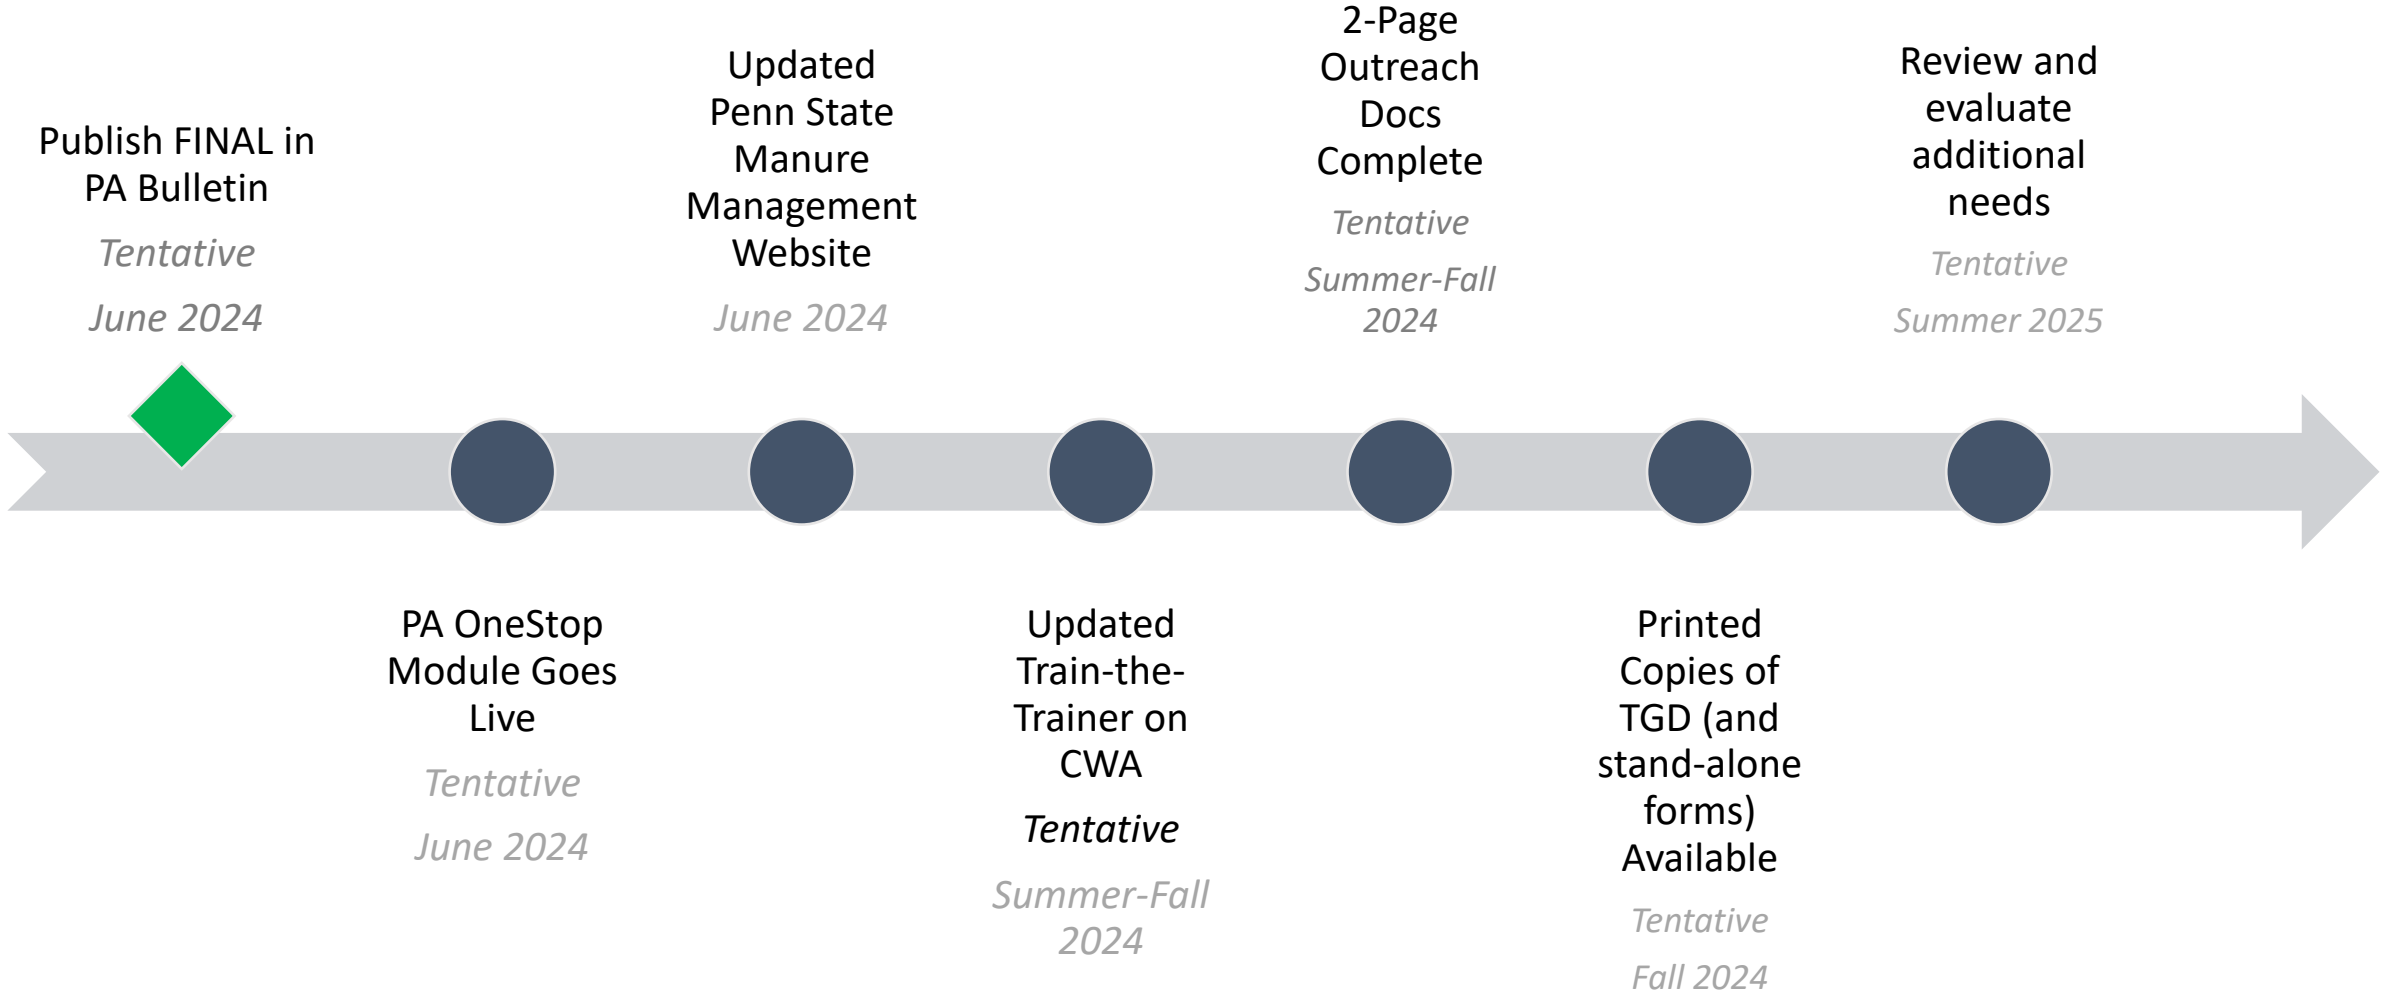 Publish FINAL in
PA Bulletin
Tentative
June 2024
PA OneStop
Module Goes
Live
Tentative
June 2024
Updated
Penn State
Manure
Management
Website
June 2024
Updated
Train-the-
Trainer on
CWA
Tentative
Summer-Fall
2024
2-Page
Outreach
Docs
Complete
Tentative
Summer-Fall
2024
Printed
Copies of
TGD (and
stand-alone
forms)
Available
Tentative
Fall 2024
Review and
evaluate
additional
needs
Tentative
Summer 2025